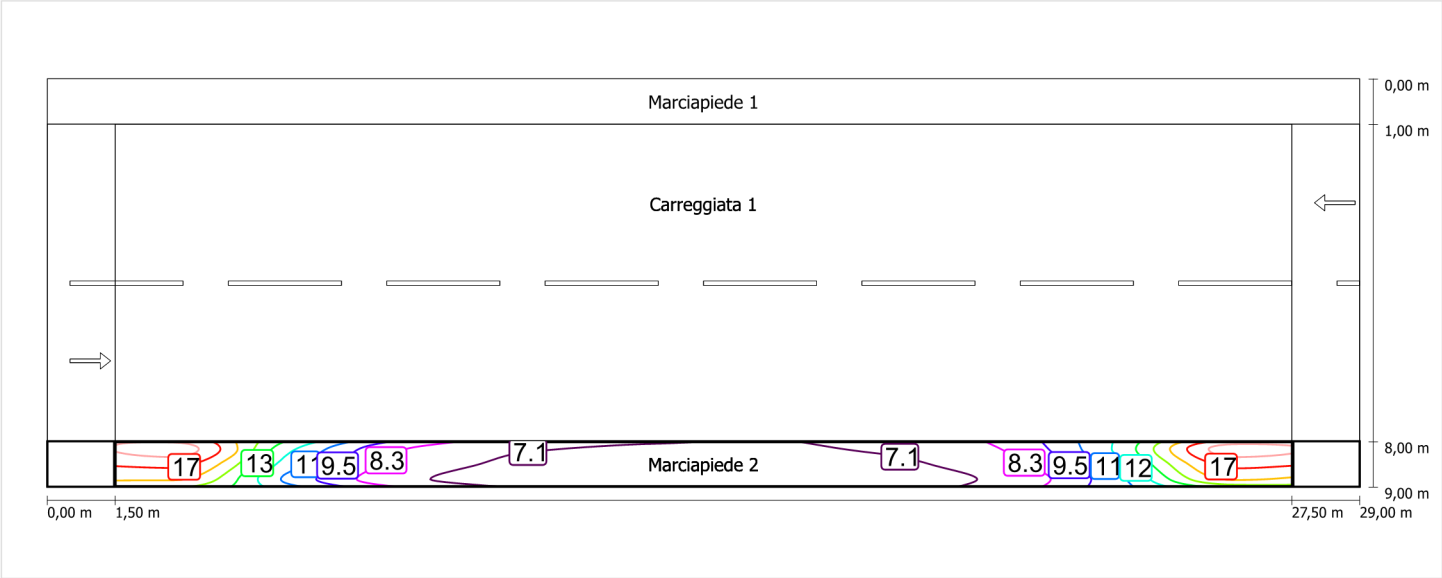 0,00 m
Marciapiede 1
1,00 m
Carreggiata 1
17 13 11 9.5 8.3 7.1 Marciapiede 2 7.1 8.3 9.5 11 12 17
8,00 m
9,00 m
0,00 m 1,50 m 27,50 m 29,00 m